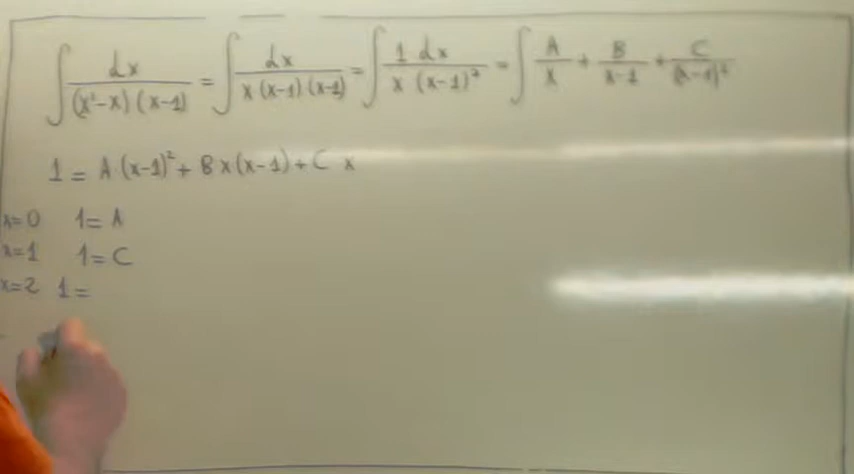 ∫ dx/((x²-x)(x-1)) = ∫ dx/(x(x-1)(x-1)) = ∫ 1 dx/(x (x-1)²) = ∫ A/x + B/(x-1) + C/(x-1)²
1 = A·(x-1)² + Bx(x-1) + C x
x=0 1=A
x=1 1=C
x=2 1=